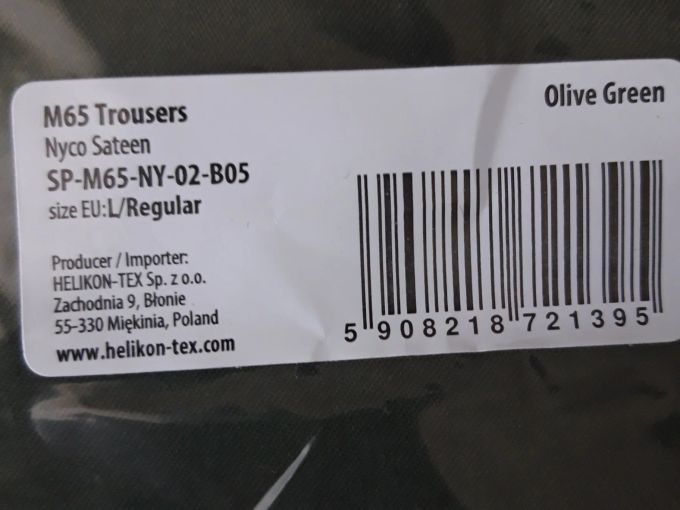 M65 Trousers
Olive Green
Nyco Sateen
SP-M65-NY-02-B05
size EU:L/Regular
Producer / Importer:
HELIKON-TEX Sp. z o.o.
Zachodnia 9, Błonie
55-330 Miękinia, Poland
www.helikon-tex.com
5 908218 721395